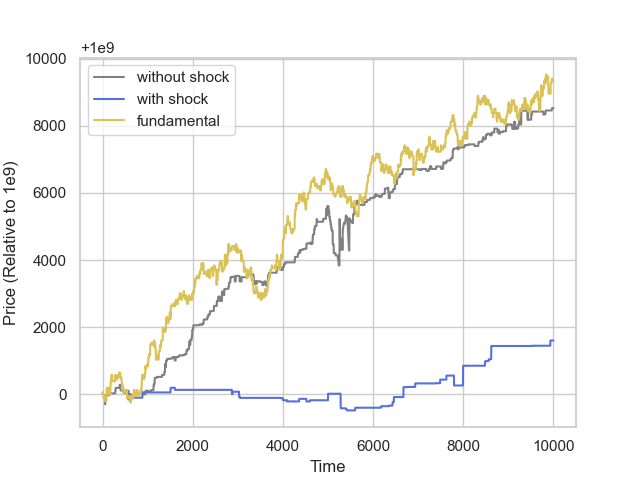 +1e9
without shock
with shock
fundamental
10000
8000
6000
4000
2000
0
Price (Relative to 1e9)
0 2000 4000 6000 8000 10000
Time